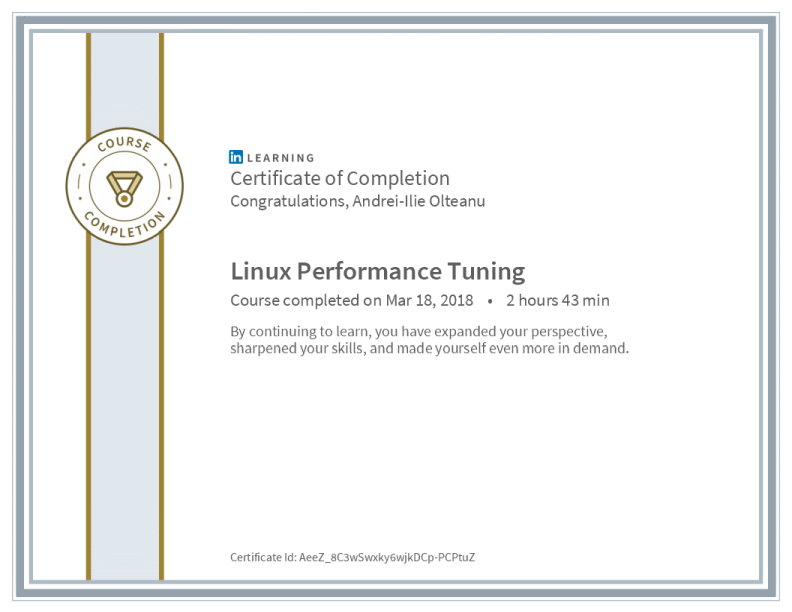 COURSE
COMPLETION
in LEARNING
Certificate of Completion
Congratulations, Andrei-Ilie Olteanu
Linux Performance Tuning
Course completed on Mar 18, 2018 • 2 hours 43 min
By continuing to learn, you have expanded your perspective,
sharpened your skills, and made yourself even more in demand.
Certificate Id: AeeZ_8C3wSwxky6wjkDCp-PCPtuZ